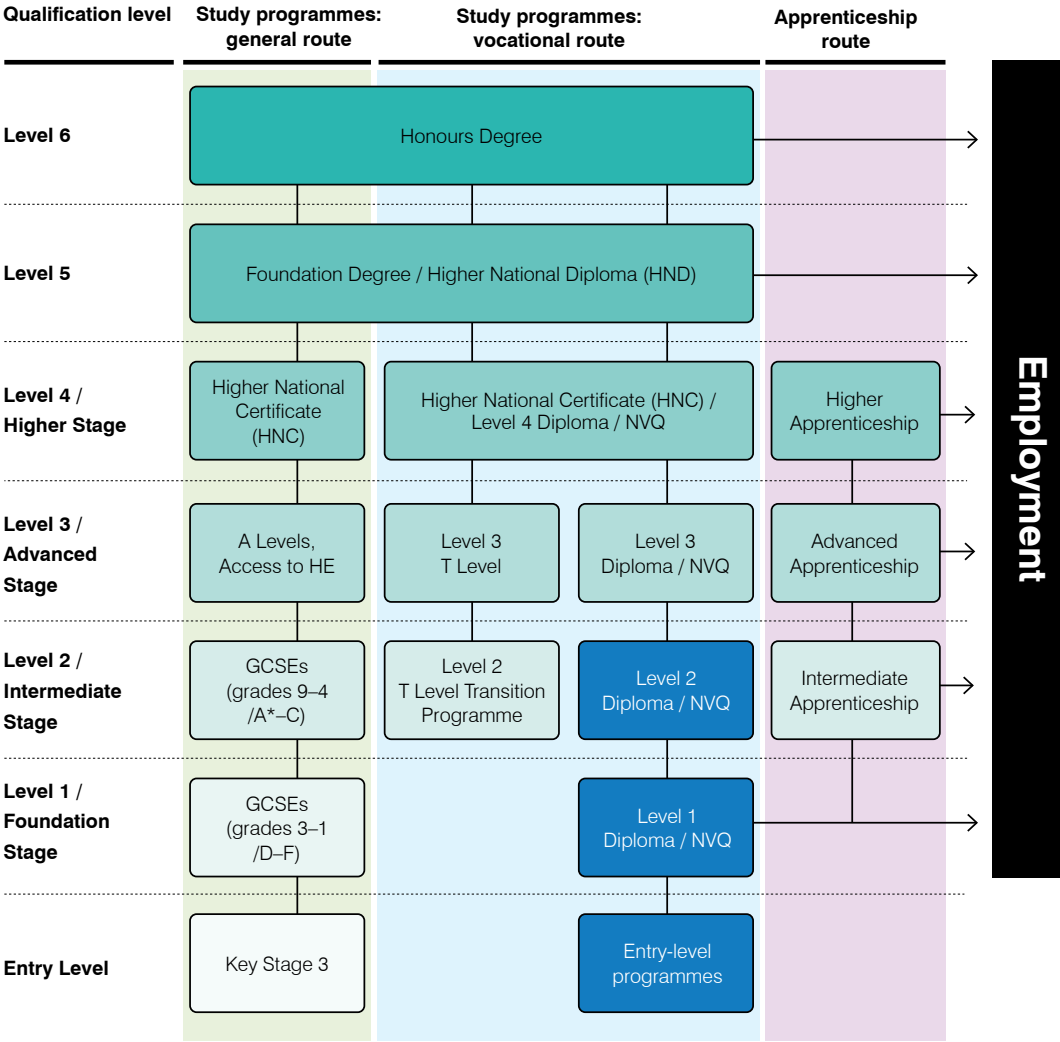 Qualification level
Study programmes:
general route
Study programmes:
vocational route
Apprenticeship
route
Level 6
Honours Degree
Level 5
Foundation Degree / Higher National Diploma (HND)
Level 4 /
Higher Stage
Higher National
Certificate
(HNC)
Higher National Certificate (HNC) /
Level 4 Diploma / NVQ
Higher
Apprenticeship
Level 3 /
Advanced
Stage
A Levels,
Access to HE
Level 3
T Level
Level 3
Diploma / NVQ
Advanced
Apprenticeship
Level 2 /
Intermediate
Stage
GCSEs
(grades 9–4
/A*–C)
Level 2
T Level Transition
Programme
Level 2
Diploma / NVQ
Intermediate
Apprenticeship
Level 1 /
Foundation
Stage
GCSEs
(grades 3–1
/D–F)
Level 1
Diploma / NVQ
Entry Level
Key Stage 3
Entry-level
programmes
Employment